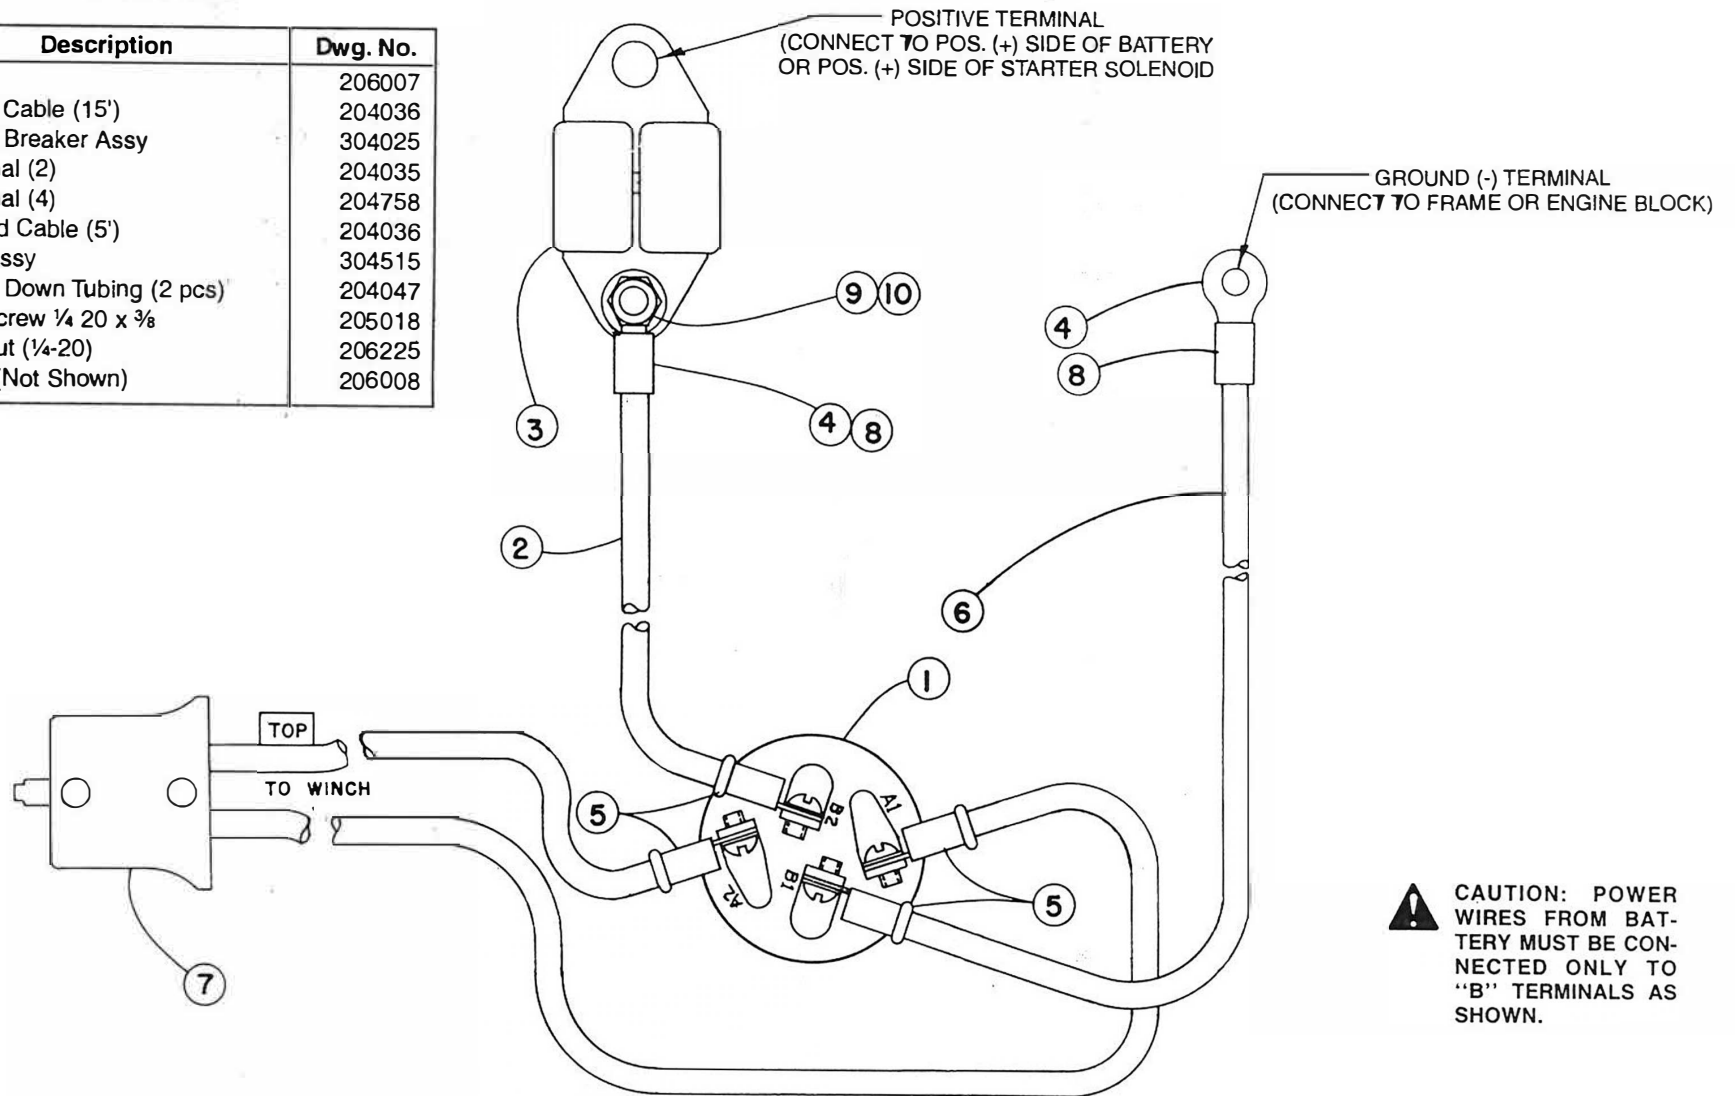 Description Dwg. No.
206007
Cable (15') 204036
Breaker Assy 304025
al (2) 204035
al (4) 204758
d Cable (5') 204036
ssy 304515
Down Tubing (2 pcs) 204047
crew ¼ 20 x ⅜ 205018
ut (¼-20) 206225
(Not Shown) 206008
POSITIVE TERMINAL
(CONNECT TO POS. (+) SIDE OF BATTERY
OR POS. (+) SIDE OF STARTER SOLENOID
GROUND (-) TERMINAL
(CONNECT TO FRAME OR ENGINE BLOCK)
9 10
4
8
3
4 8
2
6
1
TOP
TO WINCH
5
B2
A1
A2
B1
5
7
CAUTION: POWER
WIRES FROM BAT-
TERY MUST BE CON-
NECTED ONLY TO
“B” TERMINALS AS
SHOWN.